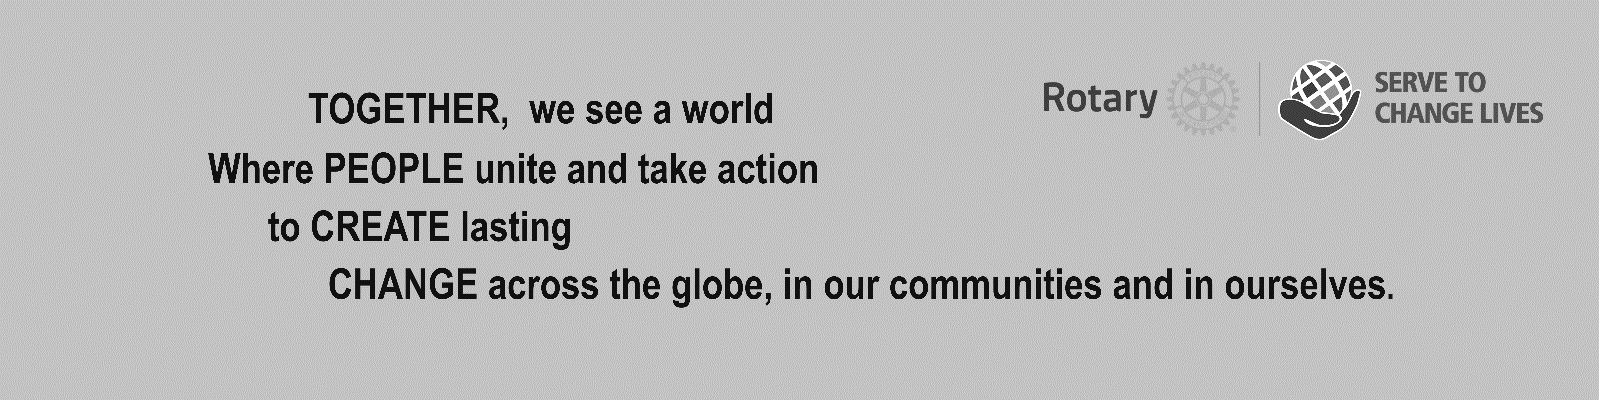 TOGETHER, we see a world
Where PEOPLE unite and take action
to CREATE lasting
CHANGE across the globe, in our communities and in ourselves.
Rotary
SERVE TO
CHANGE LIVES